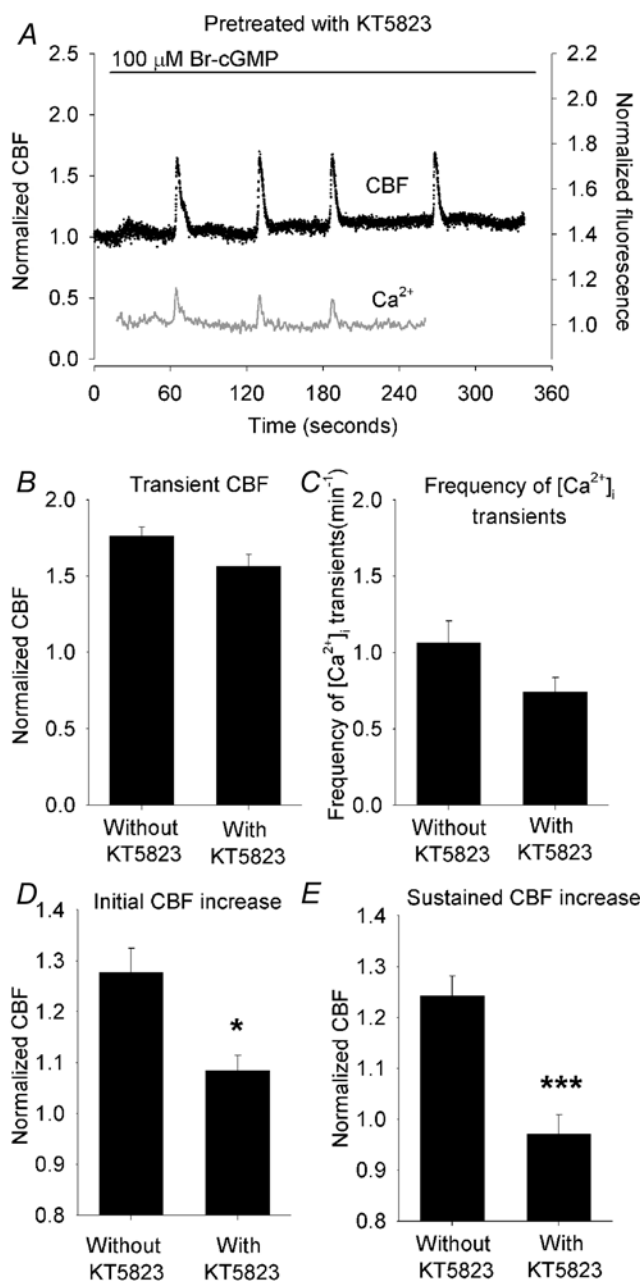 A
Pretreated with KT5823
100 μM Br-cGMP
Normalized CBF
2.5
2.0
1.5
1.0
0.5
0.0
CBF
Ca²⁺
2.2
2.0
1.8
1.6
1.4
1.2
1.0
Normalized fluorescence
0 60 120 180 240 300 360
Time (seconds)
B
Transient CBF
Normalized CBF
2.0
1.5
1.0
0.5
0.0
Without KT5823
With KT5823
C
Frequency of [Ca²⁺]i
transients
Frequency of [Ca²⁺]i transients(min⁻¹)
2.0
1.5
1.0
0.5
0.0
Without KT5823
With KT5823
D
Initial CBF increase
Normalized CBF
1.4
1.3
1.2
1.1
1.0
0.9
0.8
*
Without KT5823
With KT5823
E
Sustained CBF increase
Normalized CBF
1.4
1.3
1.2
1.1
1.0
0.9
0.8
***
Without KT5823
With KT5823